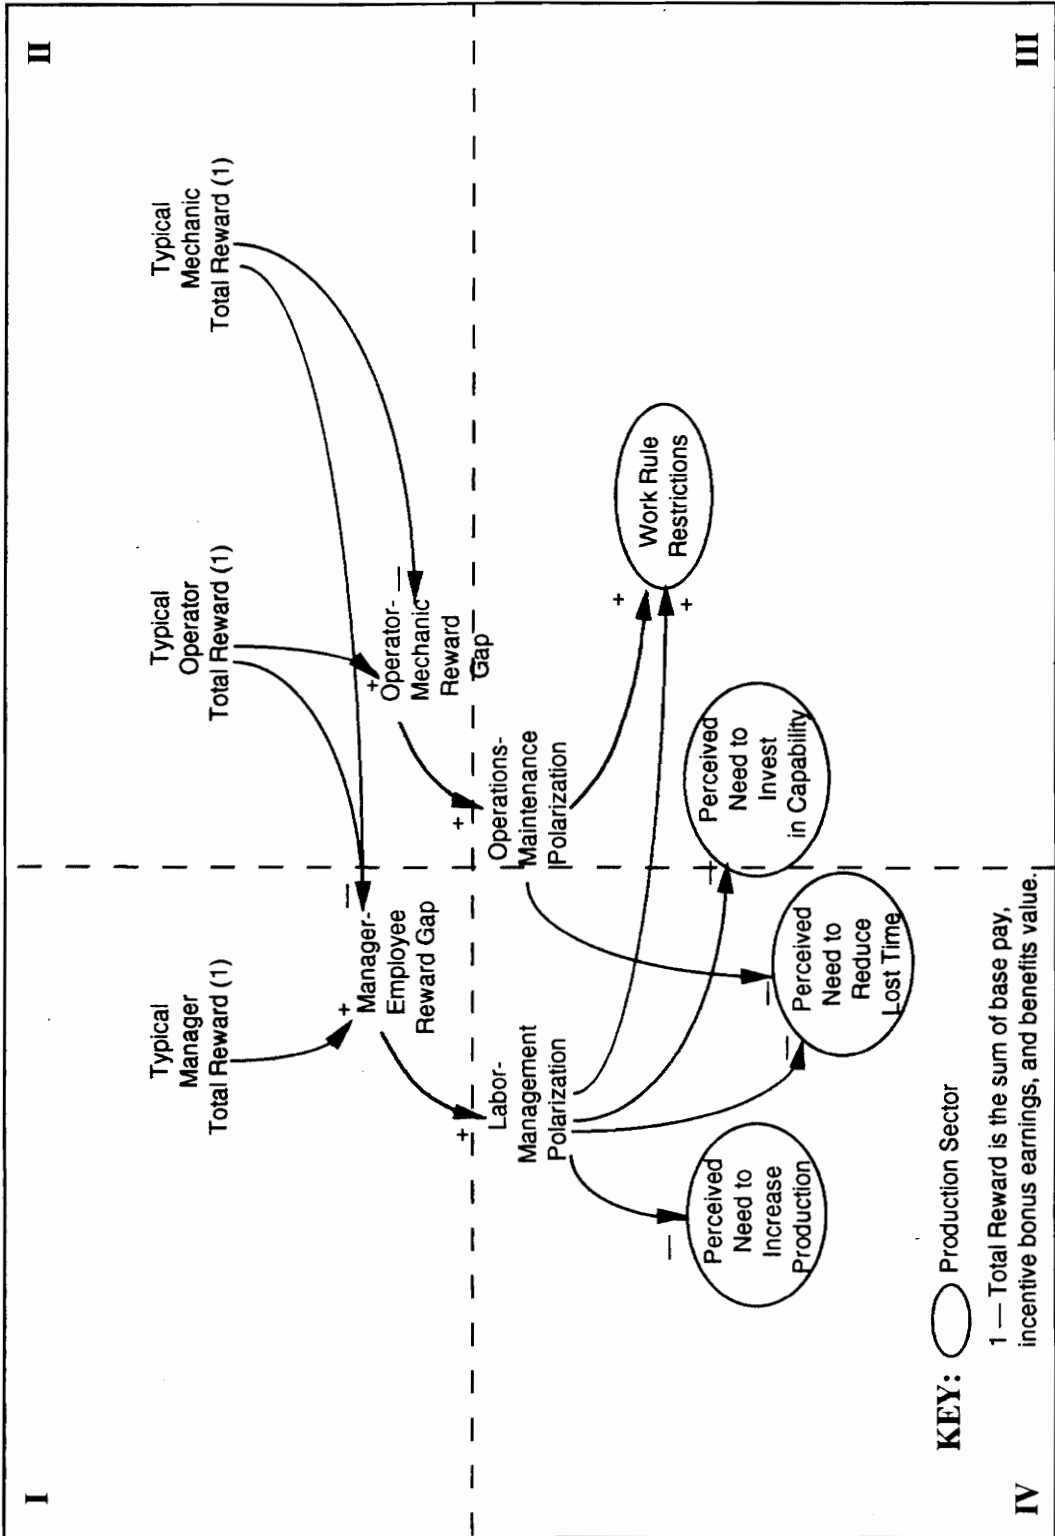 I
II
Typical
Manager
Total Reward (1)
Typical
Operator
Total Reward (1)
Typical
Mechanic
Total Reward (1)
+
Manager-
Employee
Reward Gap
—
+
Operator-
Mechanic
Reward
Gap
—
+
Labor-
Management
Polarization
+
Operations-
Maintenance
Polarization
—
Perceived
Need to
Increase
Production
—
—
Perceived
Need to
Reduce
Lost Time
—
Perceived
Need to
Invest
in Capability
+
+
Work Rule
Restrictions
KEY: Production Sector
1 — Total Reward is the sum of base pay,
incentive bonus earnings, and benefits value.
IV
III